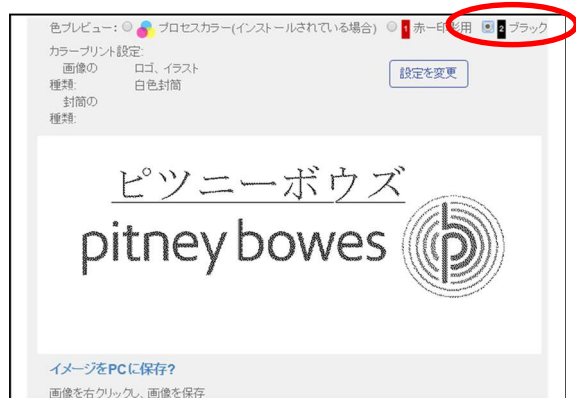 色プレビュー: プロセスカラー(インストールされている場合) 1 赤一印影用 2 ブラック
カラープリント設定:
画像の ロゴ、イラスト
種類: 白色封筒
封筒の
種類:
設定を変更
ピツニーボウズ
pitney bowes
イメージをPCに保存?
画像を右クリックし、画像を保存